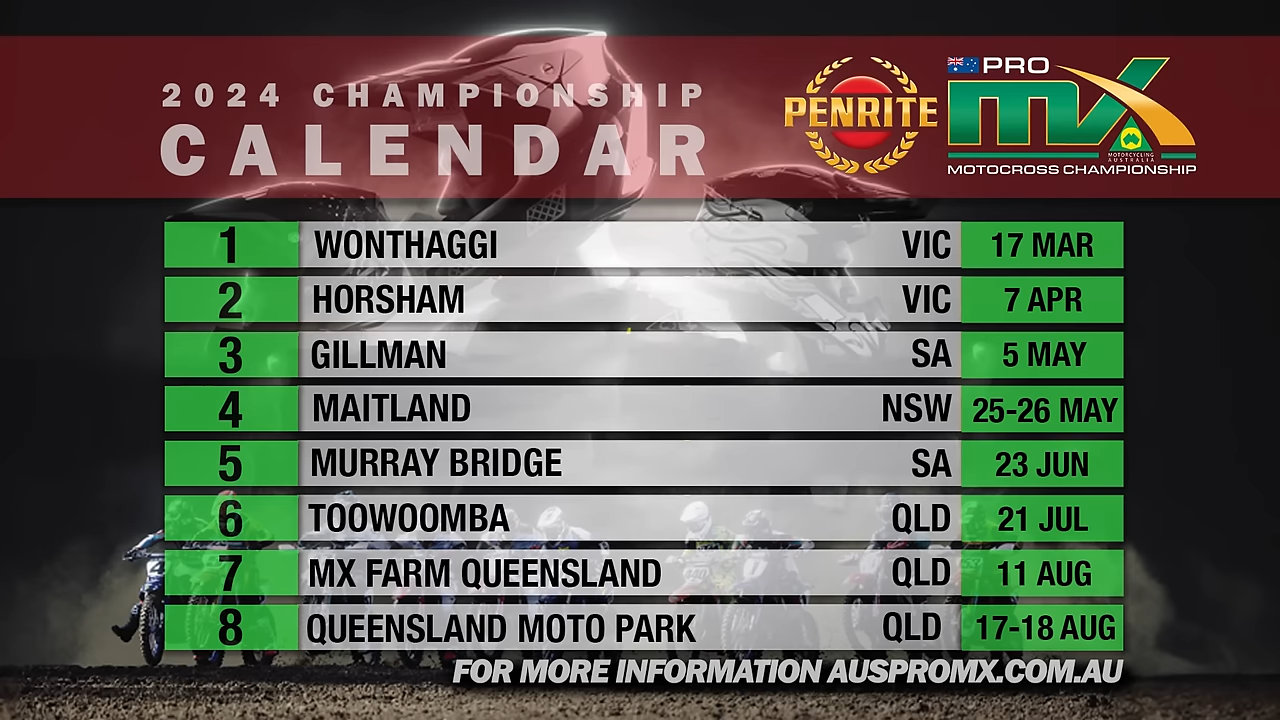 2024 CHAMPIONSHIP
CALENDAR
PENRITE
PRO
MX
MOTORCYCLING
AUSTRALIA
MOTOCROSS CHAMPIONSHIP
1 WONTHAGGI VIC 17 MAR
2 HORSHAM VIC 7 APR
3 GILLMAN SA 5 MAY
4 MAITLAND NSW 25-26 MAY
5 MURRAY BRIDGE SA 23 JUN
6 TOOWOOMBA QLD 21 JUL
7 MX FARM QUEENSLAND QLD 11 AUG
8 QUEENSLAND MOTO PARK QLD 17-18 AUG
FOR MORE INFORMATION AUSPROMX.COM.AU